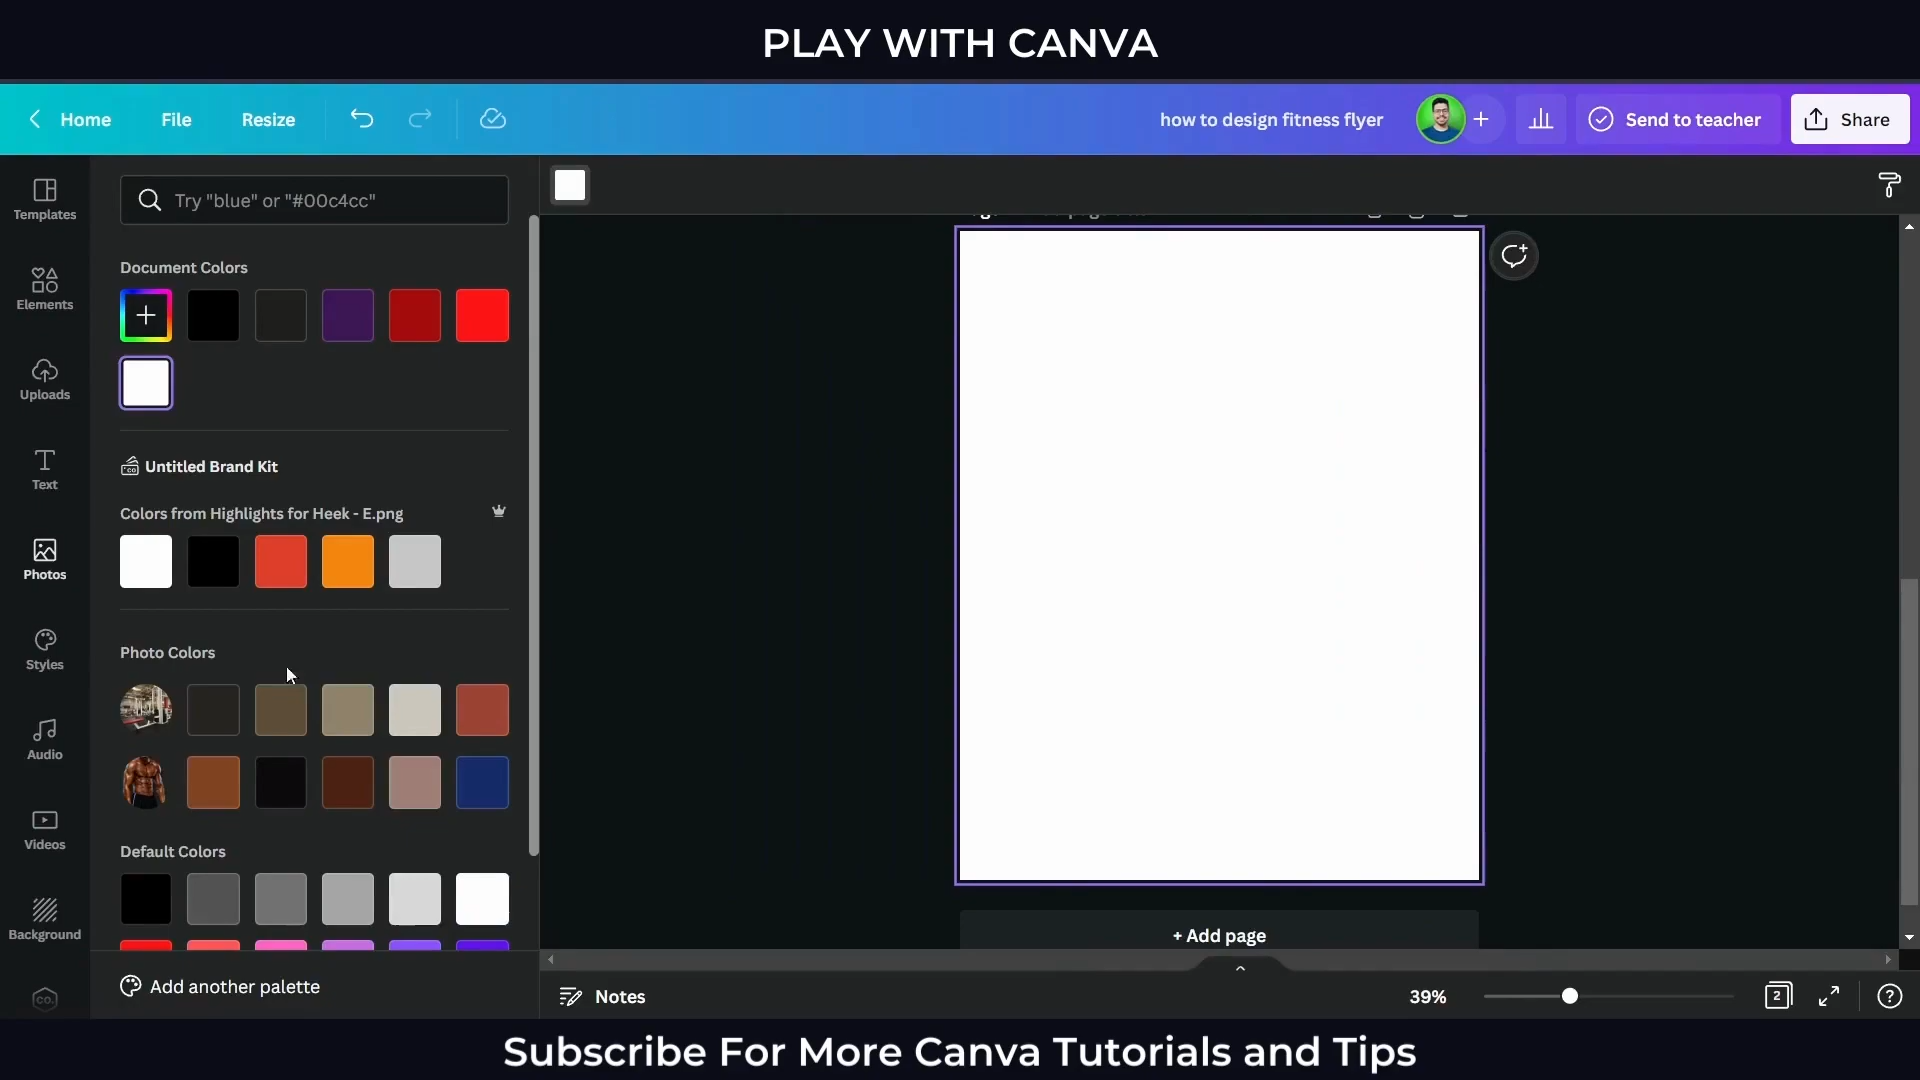 PLAY WITH CANVA
Home
File
Resize
how to design fitness flyer
Send to teacher
Share
Templates
Elements
Uploads
Text
Photos
Styles
Audio
Videos
Background
co.
Try "blue" or "#00c4cc"
Document Colors
Untitled Brand Kit
Colors from Highlights for Heek - E.png
Photo Colors
Default Colors
Add another palette
+ Add page
Notes
39%
2
?
Subscribe For More Canva Tutorials and Tips